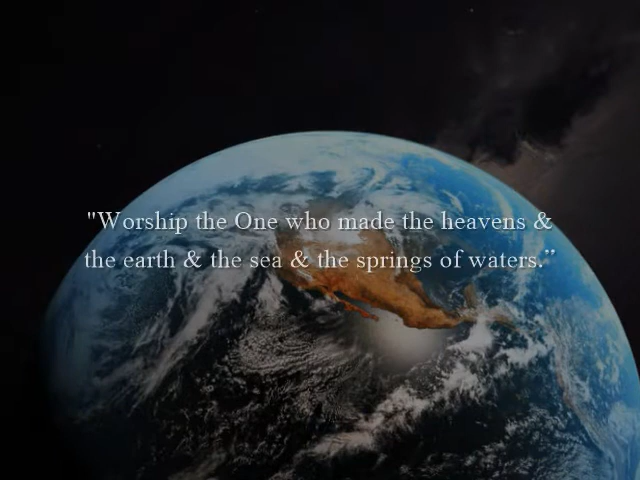 "Worship the One who made the heavens &
the earth & the sea & the springs of waters.”